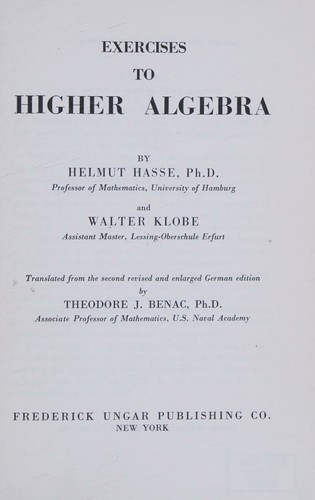 EXERCISES
TO
HIGHER ALGEBRA
BY
HELMUT HASSE, Ph.D.
Professor of Mathematics, University of Hamburg
and
WALTER KLOBE
Assistant Master, Lessing-Oberschule Erfurt
Translated from the second revised and enlarged German edition
by
THEODORE J. BENAC, Ph.D.
Associate Professor of Mathematics, U.S. Naval Academy
FREDERICK UNGAR PUBLISHING CO.
NEW YORK